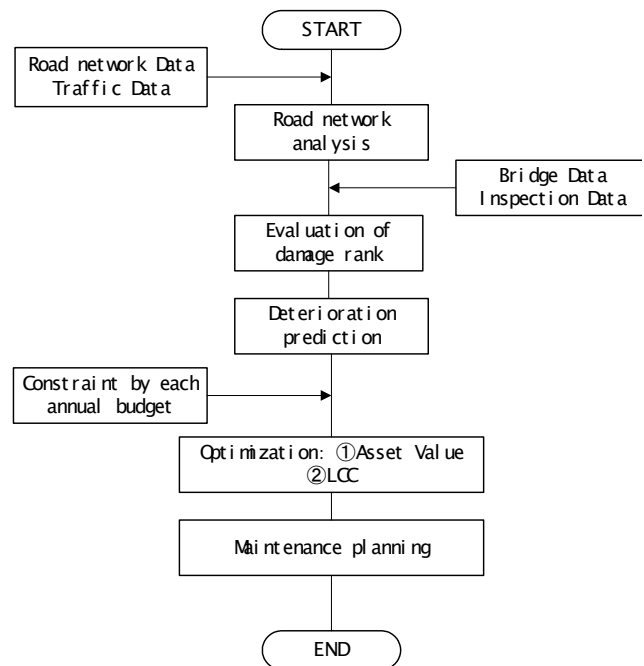 START
Road network Data
Traffic Data
Road network
analysis
Bridge Data
Inspection Data
Evaluation of
damage rank
Deterioration
prediction
Constraint by each
annual budget
Optimization: ①Asset Value
②LCC
Maintenance planning
END